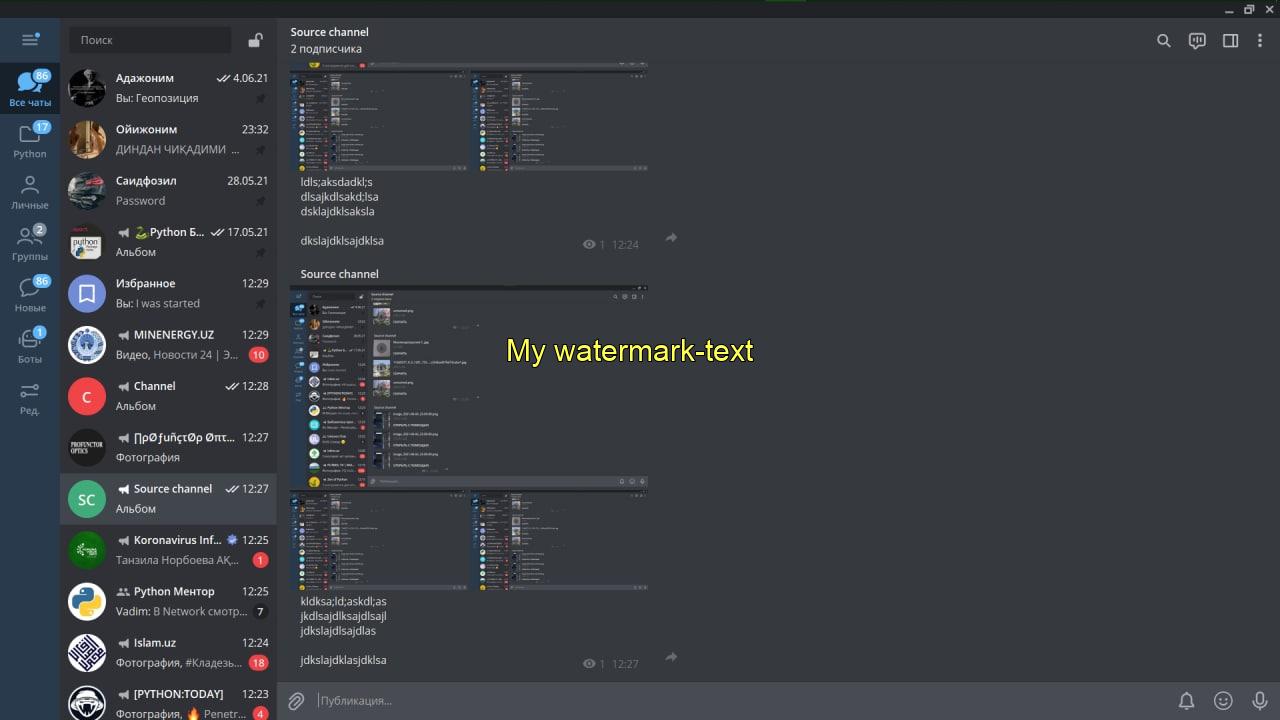 Поиск
Source channel
2 подписчика
86
Все чаты
17
Python
Личные
2
Группы
86
Новые
1
Боты
Ред.
Адажоним 4.06.21
Вы: Геопозиция
Ойижоним 23:32
ДИНДАН ЧИҚАДИМИ ...
Саидфозил 28.05.21
Password
Python Б... 17.05.21
Альбом
Избранное 12:29
Вы: I was started
MINENERGY.UZ 12:29
Видео, Новости 24 | Э... 10
Channel 12:28
Альбом
12:27
Фотография
Source channel 12:27
Альбом
Koronavirus Inf... 12:25
Танзила Норбоева АК... 1
Python Ментор 12:25
Vadim: В Network смотр... 7
Islam.uz 12:24
Фотография, #Кладезь... 18
[PYTHON:TODAY] 12:23
Фотография, 🔥 Penetr... 4
python
PROFUNCTOR
OPTICS
C
SC
ldls;aksdadkl;s
dlsajkdlsakd;lsa
dsklajdklsaksla
dkslajdklsajdklsa
1 12:24
Source channel
My watermark-text
kldksa;ld;askdl;as
jkdlsajdlksajdlsajl
jdkslajdlsajdlas
jdkslajdklasjdklsa
1 12:27
Публикация...